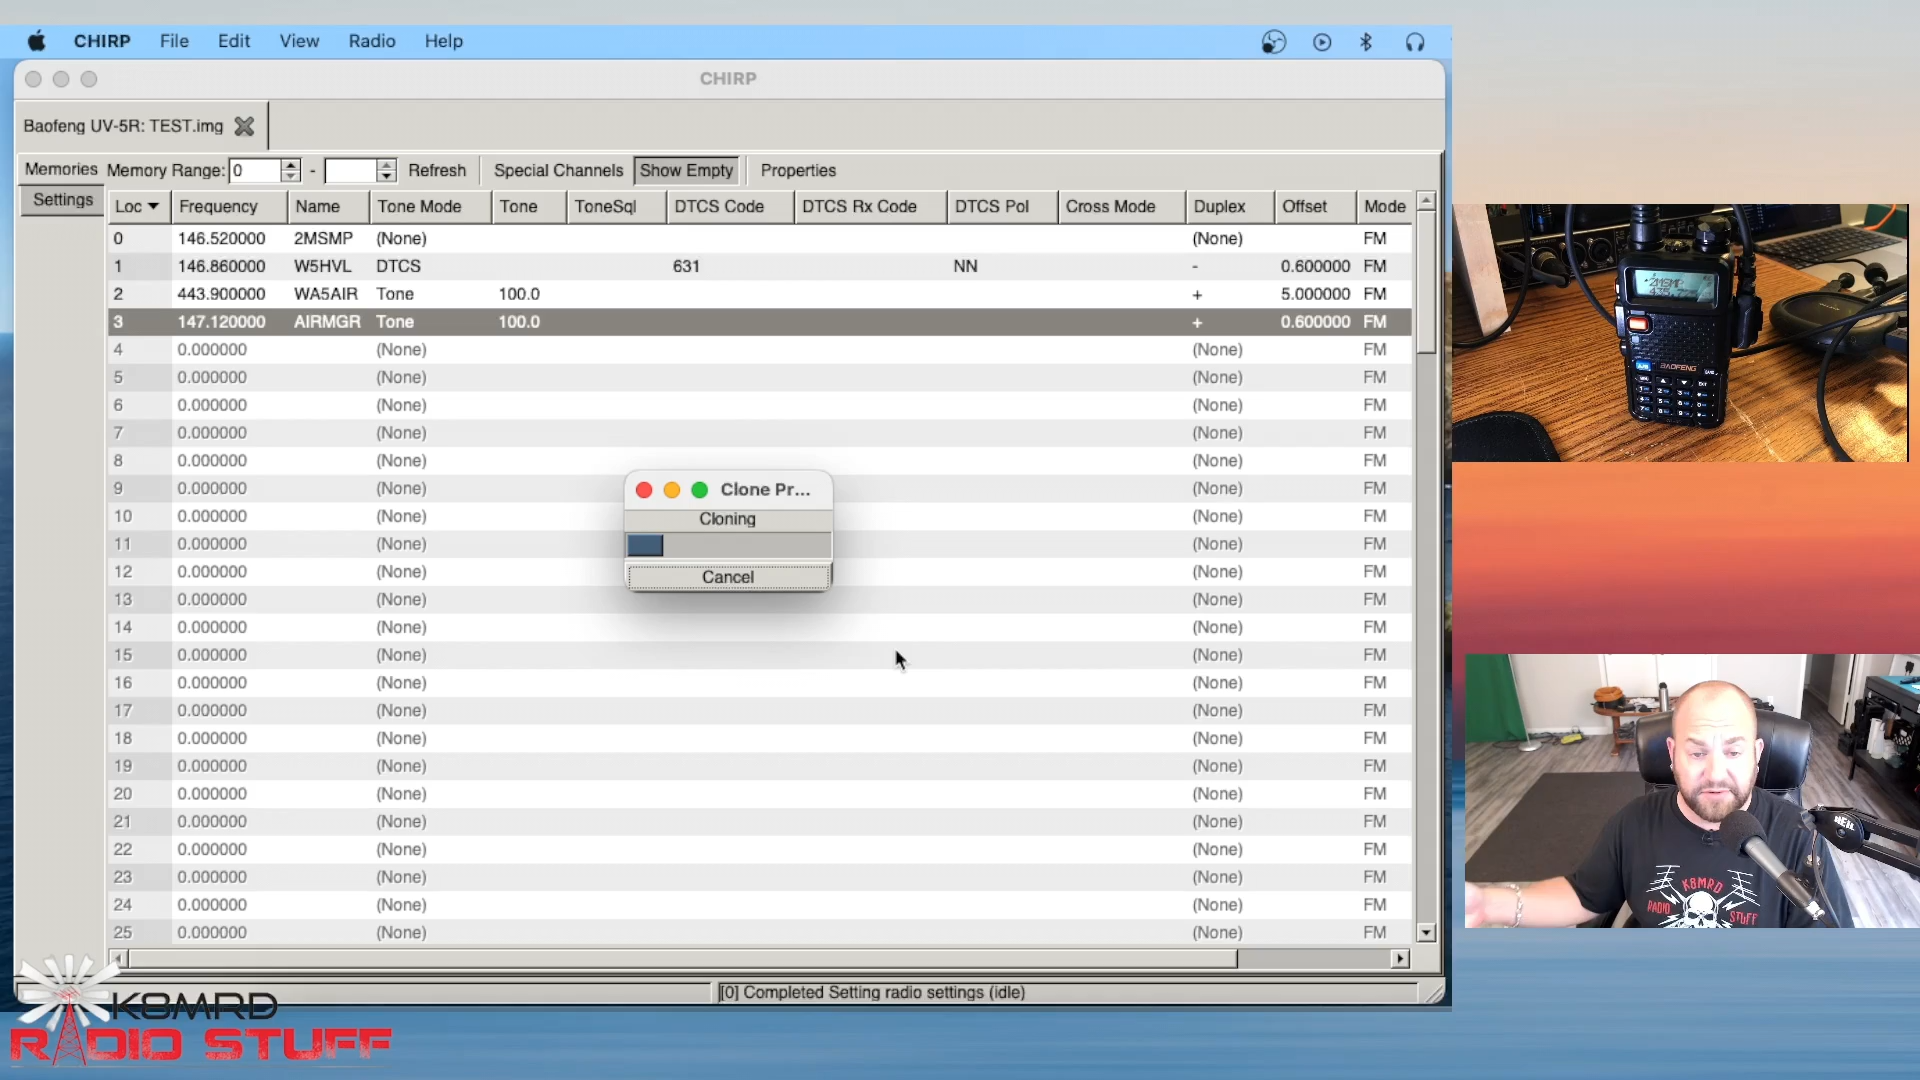 CHIRP File Edit View Radio Help
CHIRP
Baofeng UV-5R: TEST.img
Memories Memory Range: 0 - Refresh Special Channels Show Empty Properties
Settings
Loc Frequency Name Tone Mode Tone ToneSql DTCS Code DTCS Rx Code DTCS Pol Cross Mode Duplex Offset Mode
0 146.520000 2MSMP (None) (None) FM
1 146.860000 W5HVL DTCS 631 NN - 0.600000 FM
2 443.900000 WA5AIR Tone 100.0 + 5.000000 FM
3 147.120000 AIRMGR Tone 100.0 + 0.600000 FM
4 0.000000 (None) (None) FM
5 0.000000 (None) (None) FM
6 0.000000 (None) (None) FM
7 0.000000 (None) (None) FM
8 0.000000 (None) (None) FM
9 0.000000 (None) (None) FM
10 0.000000 (None) (None) FM
11 0.000000 (None) (None) FM
12 0.000000 (None) (None) FM
13 0.000000 (None) (None) FM
14 0.000000 (None) (None) FM
15 0.000000 (None) (None) FM
16 0.000000 (None) (None) FM
17 0.000000 (None) (None) FM
18 0.000000 (None) (None) FM
19 0.000000 (None) (None) FM
20 0.000000 (None) (None) FM
21 0.000000 (None) (None) FM
22 0.000000 (None) (None) FM
23 0.000000 (None) (None) FM
24 0.000000 (None) (None) FM
25 0.000000 (None) (None) FM
Clone Pr...
Cloning
Cancel
[0] Completed Setting radio settings (idle)
K8MRD
RADIO STUFF
2MSMP
BAOFENG
HEIL
K8MRD
RADIO STUFF